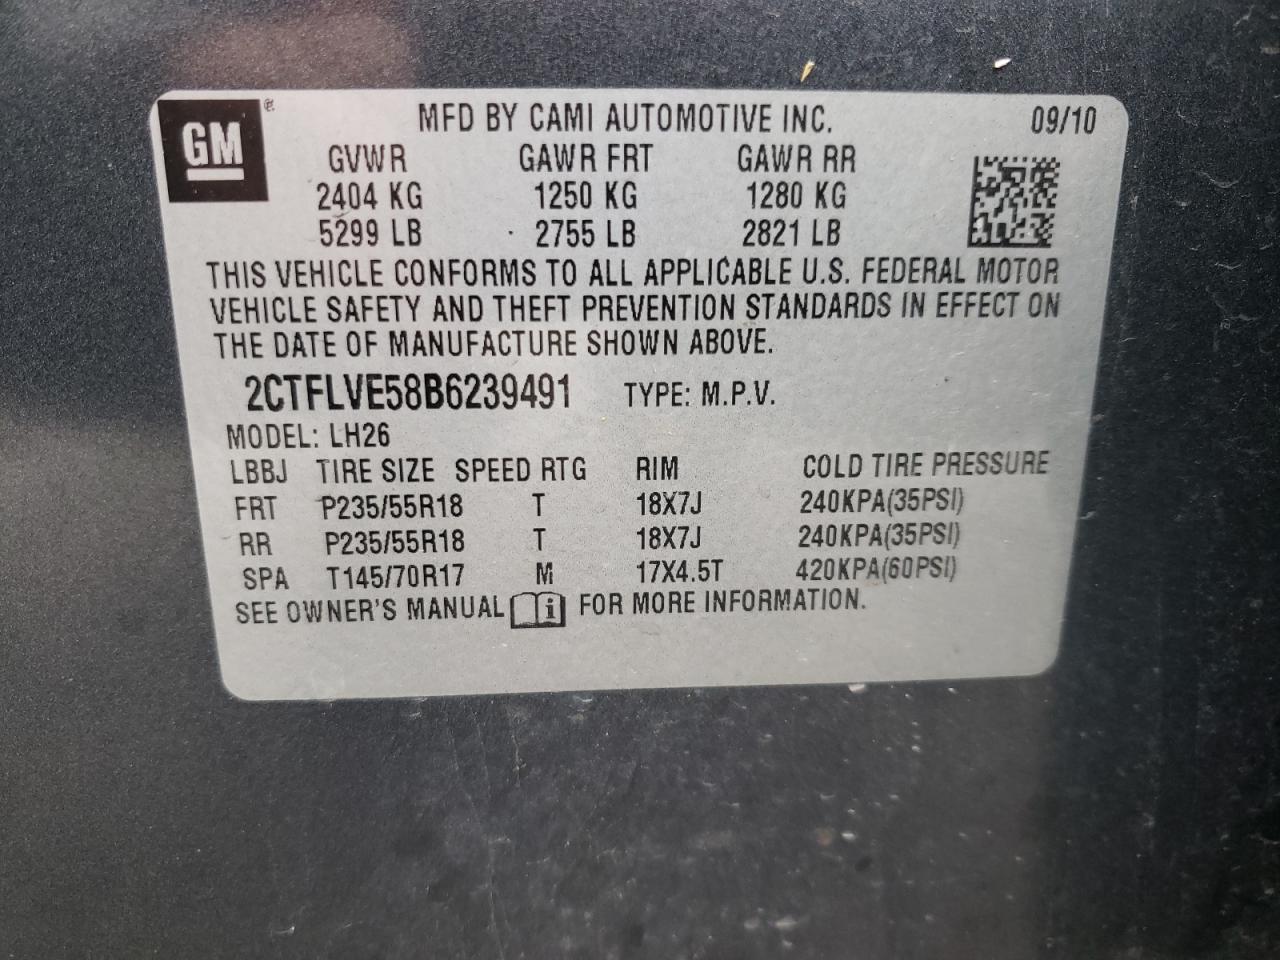 GM ®
MFD BY CAMI AUTOMOTIVE INC. 09/10
GVWR GAWR FRT GAWR RR
2404 KG 1250 KG 1280 KG
5299 LB 2755 LB 2821 LB
THIS VEHICLE CONFORMS TO ALL APPLICABLE U.S. FEDERAL MOTOR
VEHICLE SAFETY AND THEFT PREVENTION STANDARDS IN EFFECT ON
THE DATE OF MANUFACTURE SHOWN ABOVE.
2CTFLVE58B6239491 TYPE: M.P.V.
MODEL: LH26
LBBJ TIRE SIZE SPEED RTG RIM COLD TIRE PRESSURE
FRT P235/55R18 T 18X7J 240KPA(35PSI)
RR P235/55R18 T 18X7J 240KPA(35PSI)
SPA T145/70R17 M 17X4.5T 420KPA(60PSI)
SEE OWNER'S MANUAL i FOR MORE INFORMATION.